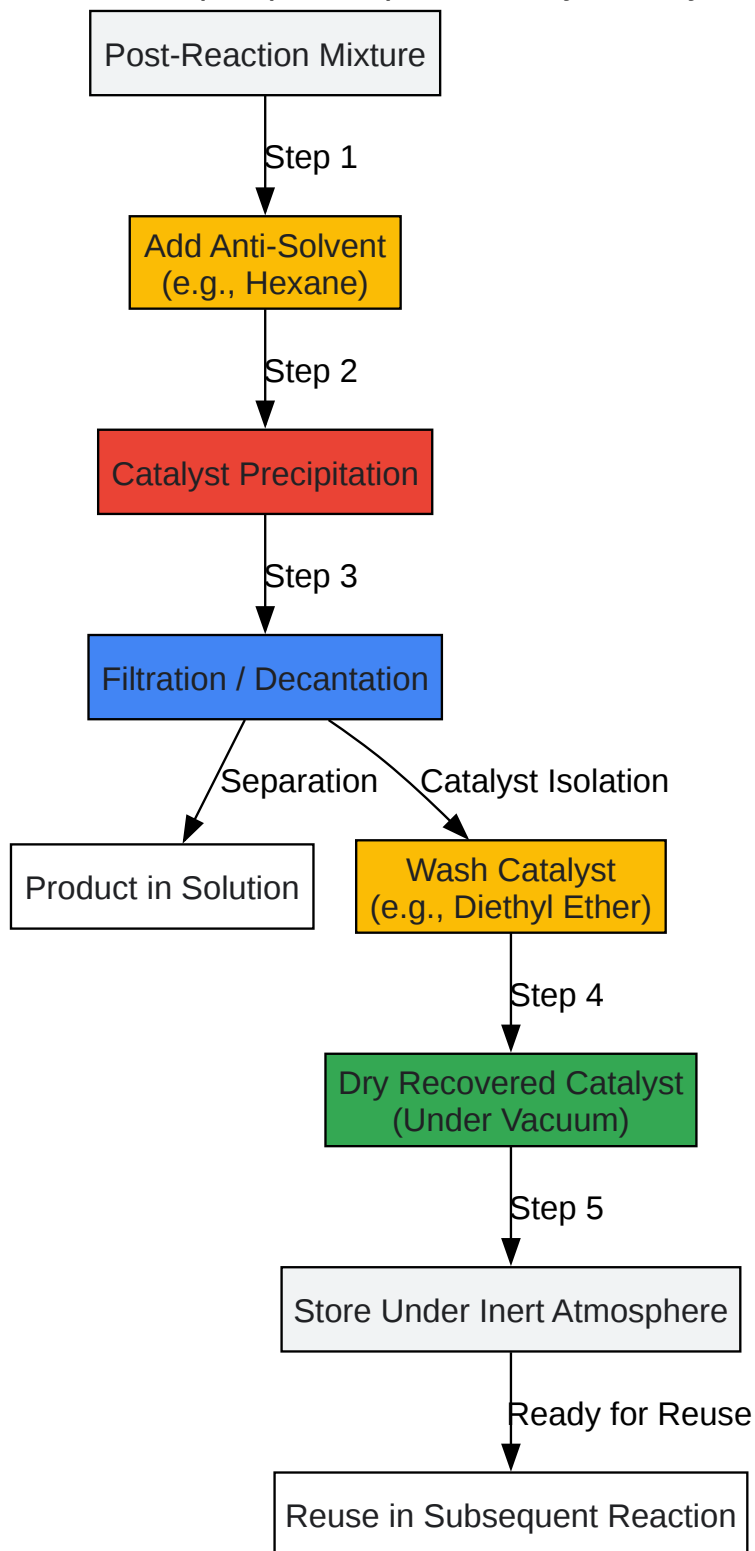 Post-Reaction Mixture
Step 1
Add Anti-Solvent
(e.g., Hexane)
Step 2
Catalyst Precipitation
Step 3
Filtration / Decantation
Separation
Catalyst Isolation
Product in Solution
Wash Catalyst
(e.g., Diethyl Ether)
Step 4
Dry Recovered Catalyst
(Under Vacuum)
Step 5
Store Under Inert Atmosphere
Ready for Reuse
Reuse in Subsequent Reaction